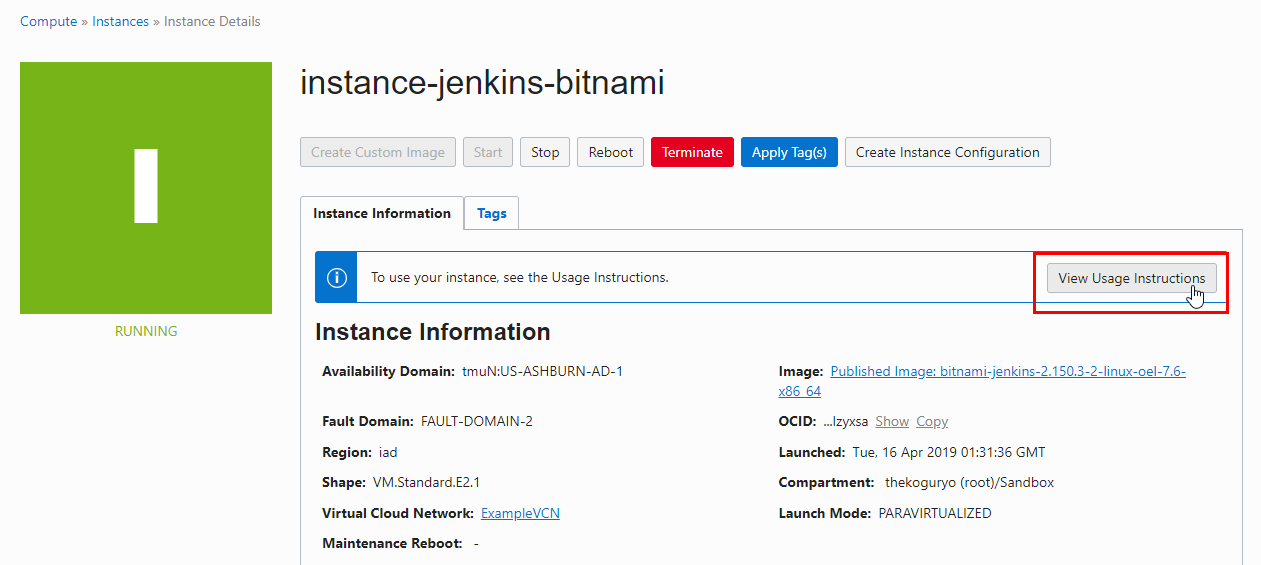 Compute » Instances » Instance Details
instance-jenkins-bitnami
Create Custom Image Start Stop Reboot Terminate Apply Tag(s) Create Instance Configuration
RUNNING
Instance Information Tags
To use your instance, see the Usage Instructions. View Usage Instructions
Instance Information
Availability Domain: tmuN:US-ASHBURN-AD-1
Image: Published Image: bitnami-jenkins-2.150.3-2-linux-oel-7.6-
x86_64
Fault Domain: FAULT-DOMAIN-2
OCID: ...lzyxsa Show Copy
Region: iad
Launched: Tue, 16 Apr 2019 01:31:36 GMT
Shape: VM.Standard.E2.1
Compartment: thekoguryo (root)/Sandbox
Virtual Cloud Network: ExampleVCN
Launch Mode: PARAVIRTUALIZED
Maintenance Reboot: -